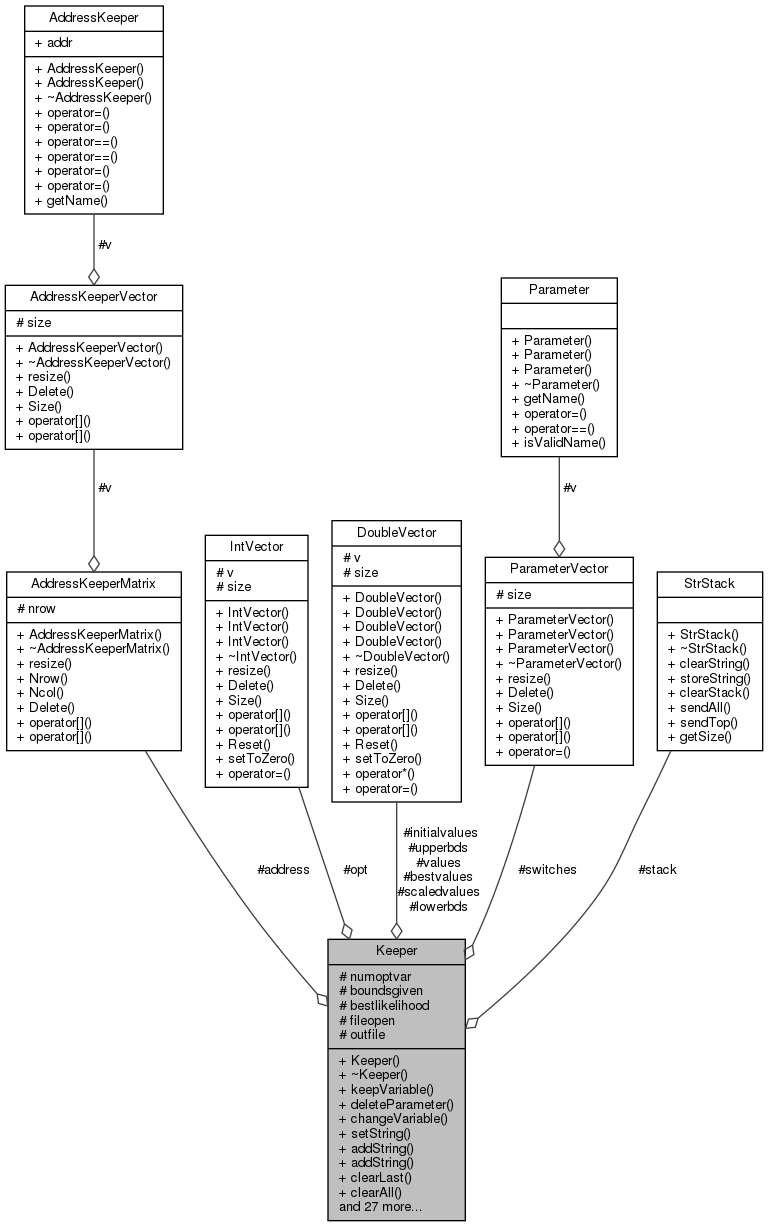 AddressKeeper
+ addr
+ AddressKeeper()
+ AddressKeeper()
+ ~AddressKeeper()
+ operator=()
+ operator=()
+ operator==()
+ operator==()
+ operator=()
+ operator=()
+ getName()
#v
AddressKeeperVector
# size
+ AddressKeeperVector()
+ ~AddressKeeperVector()
+ resize()
+ Delete()
+ Size()
+ operator[]()
+ operator[]()
#v
AddressKeeperMatrix
# nrow
+ AddressKeeperMatrix()
+ ~AddressKeeperMatrix()
+ resize()
+ Nrow()
+ Ncol()
+ Delete()
+ operator[]()
+ operator[]()
IntVector
# v
# size
+ IntVector()
+ IntVector()
+ IntVector()
+ ~IntVector()
+ resize()
+ Delete()
+ Size()
+ operator[]()
+ operator[]()
+ Reset()
+ setToZero()
+ operator=()
DoubleVector
# v
# size
+ DoubleVector()
+ DoubleVector()
+ DoubleVector()
+ DoubleVector()
+ ~DoubleVector()
+ resize()
+ Delete()
+ Size()
+ operator[]()
+ operator[]()
+ Reset()
+ setToZero()
+ operator*()
+ operator=()
Parameter
+ Parameter()
+ Parameter()
+ Parameter()
+ ~Parameter()
+ getName()
+ operator=()
+ operator==()
+ isValidName()
#v
ParameterVector
# size
+ ParameterVector()
+ ParameterVector()
+ ParameterVector()
+ ~ParameterVector()
+ resize()
+ Delete()
+ Size()
+ operator[]()
+ operator[]()
+ operator=()
StrStack
+ StrStack()
+ ~StrStack()
+ clearString()
+ storeString()
+ clearStack()
+ sendAll()
+ sendTop()
+ getSize()
#address
#opt
#initialvalues
#upperbds
#values
#bestvalues
#scaledvalues
#lowerbds
#switches
#stack
Keeper
# numoptvar
# boundsgiven
# bestlikelihood
# fileopen
# outfile
+ Keeper()
+ ~Keeper()
+ keepVariable()
+ deleteParameter()
+ changeVariable()
+ setString()
+ addString()
+ addString()
+ clearLast()
+ clearAll()
and 27 more...